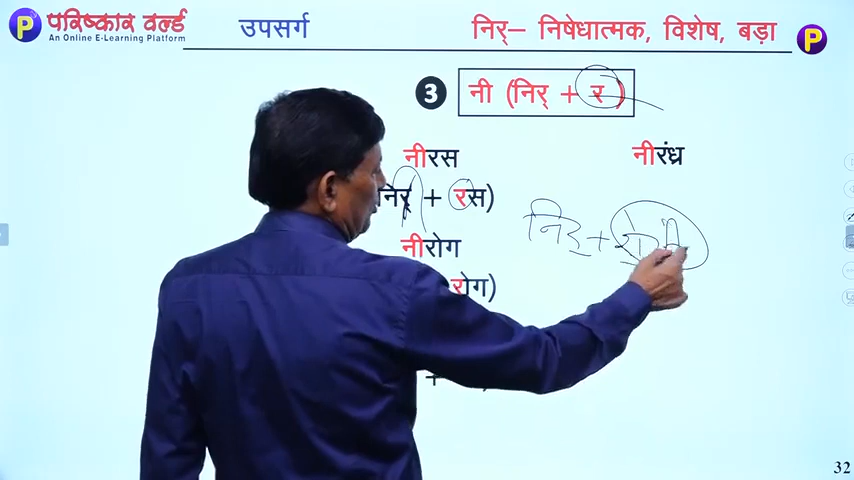 परिष्कार वर्ल्ड
An Online E-Learning Platform
उपसर्ग
निर्– निषेधात्मक, विशेष, बड़ा
3 नी (निर् + र)
नीरस
नीरंध्र
निर् + रस)
निर् +
नीरोग
रोग)
+
32